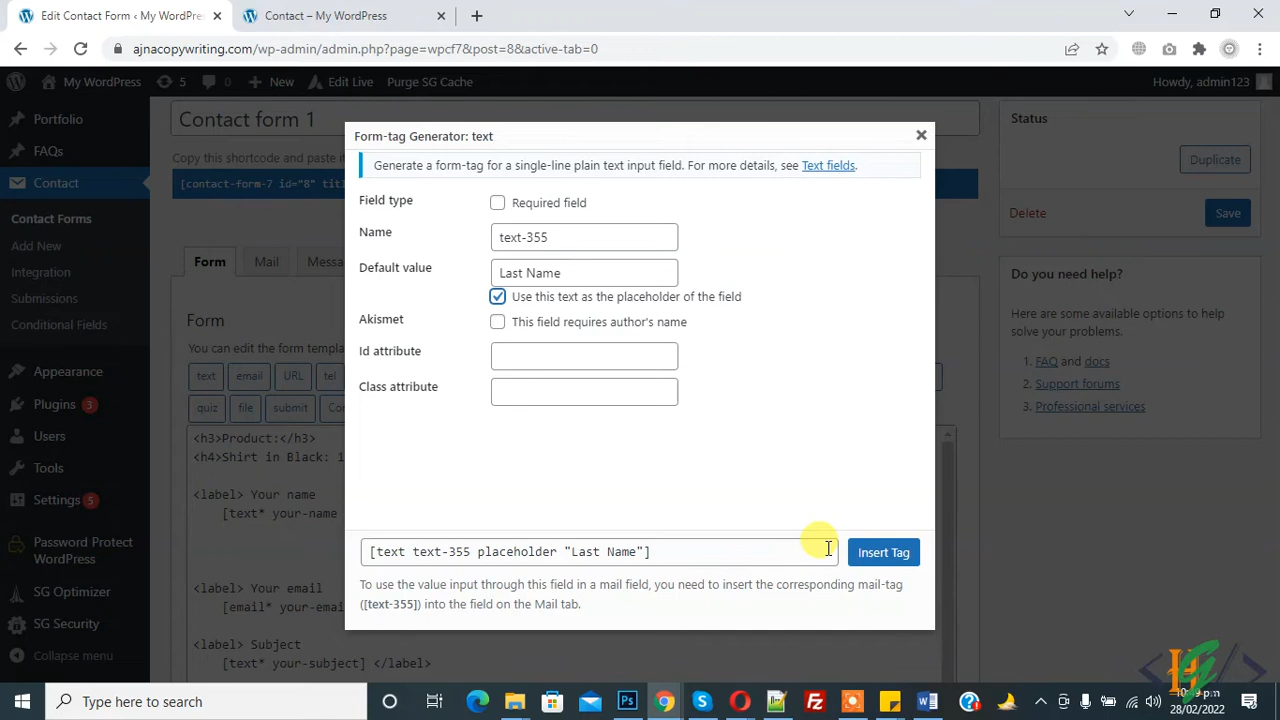 Edit Contact Form ‹ My WordPress
Contact – My WordPress
ajnacopywriting.com/wp-admin/admin.php?page=wpcf7&post=8&active-tab=0
My WordPress
5
0
New
Edit Live
Purge SG Cache
Howdy, admin123
Portfolio
FAQs
Contact
Contact Forms
Add New
Integration
Submissions
Conditional Fields
Appearance
Plugins 3
Users
Tools
Settings 5
Password Protect
WordPress
SG Optimizer
SG Security
Collapse menu
Contact form 1
Copy this shortcode and paste i
[contact-form-7 id="8" titl
Form
Mail
Messa
Form
You can edit the form templa
text
email
URL
tel
quiz
file
submit
Con
<h3>Product:</h3>
<h4>Shirt in Black: 1
<label> Your name
[text* your-name
<label> Your email
[email* your-emai
<label> Subject
[text* your-subject] </label>
Form-tag Generator: text
Generate a form-tag for a single-line plain text input field. For more details, see Text fields.
Field type
Required field
Name
text-355
Default value
Last Name
Use this text as the placeholder of the field
Akismet
This field requires author's name
Id attribute
Class attribute
[text text-355 placeholder "Last Name"]
Insert Tag
To use the value input through this field in a mail field, you need to insert the corresponding mail-tag
([text-355]) into the field on the Mail tab.
Status
Duplicate
Delete
Save
Do you need help?
Here are some available options to help
solve your problems.
1. FAQ and docs
2. Support forums
3. Professional services
Type here to search
28/02/2022